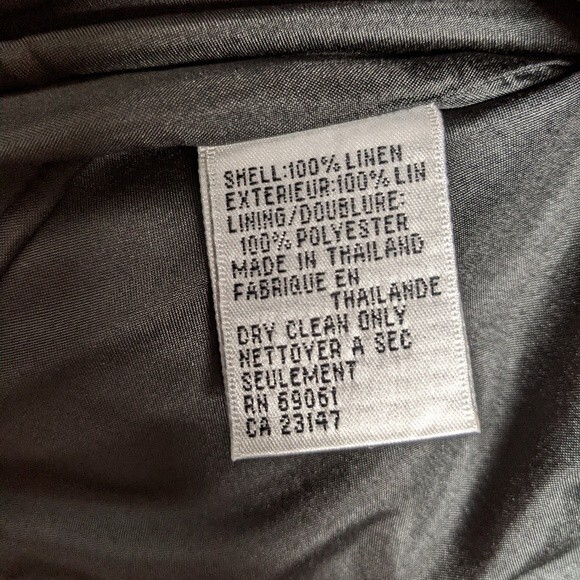 SHELL:100% LINEN
EXTERIEUR:100% LIN
LINING/DOUBLURE:
100% POLYESTER
MADE IN THAILAND
FABRIQUE EN
THAILANDE
DRY CLEAN ONLY
NETTOYER A SEC
SEULEMENT
RN 69061
CA 23147